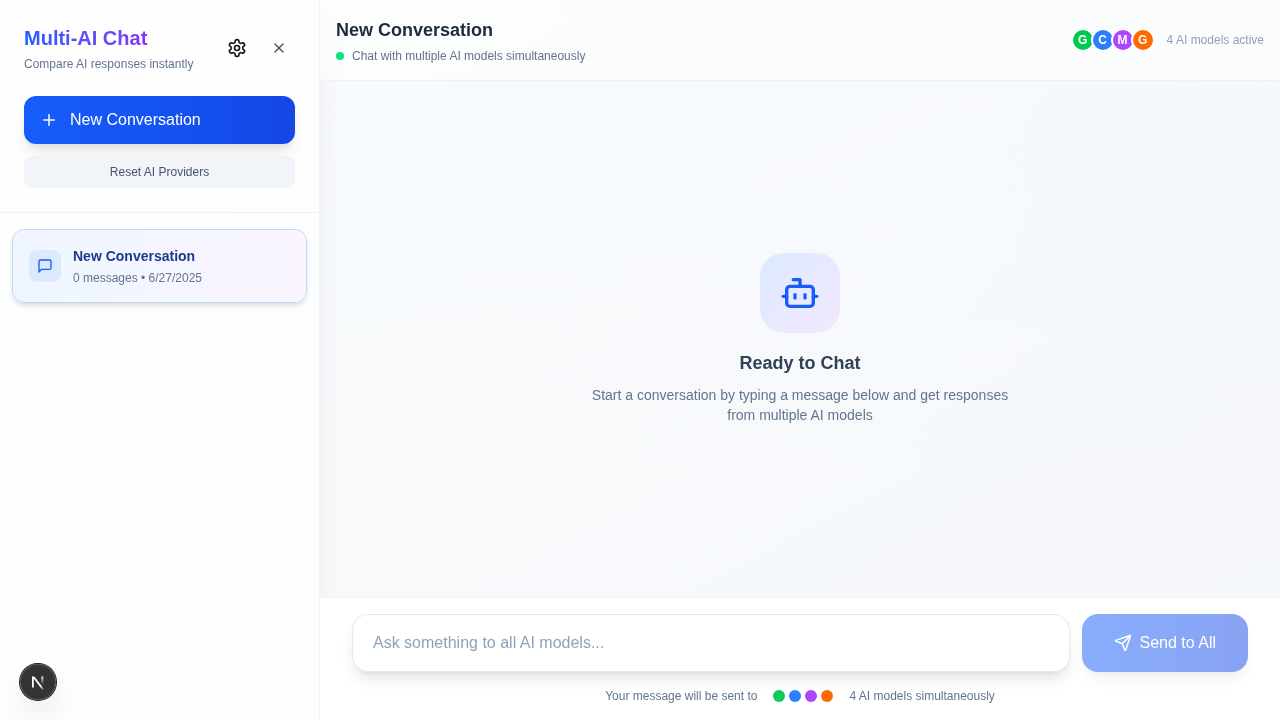 Multi-AI Chat
Compare AI responses instantly
New Conversation
Reset AI Providers
New Conversation
0 messages • 6/27/2025
N
New Conversation
Chat with multiple AI models simultaneously
G C M G 4 AI models active
Ready to Chat
Start a conversation by typing a message below and get responses
from multiple AI models
Ask something to all AI models...
Send to All
Your message will be sent to 4 AI models simultaneously